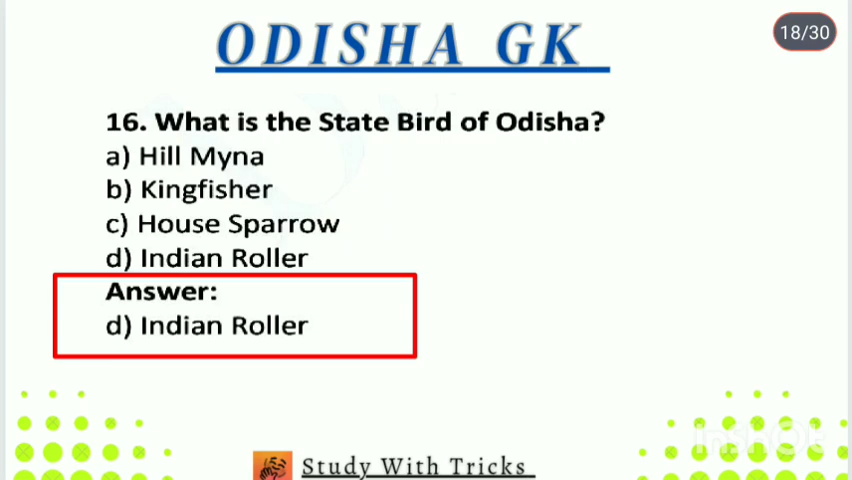 ODISHA GK
18/30
16. What is the State Bird of Odisha?
a) Hill Myna
b) Kingfisher
c) House Sparrow
d) Indian Roller
Answer:
d) Indian Roller
InShOt
Study With Tricks